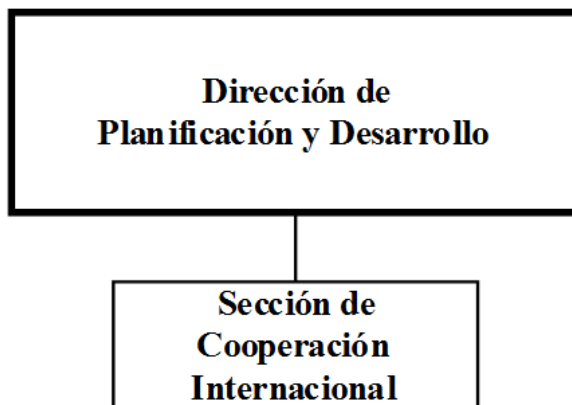 Dirección de
Planificación y Desarrollo
Sección de
Cooperación
Internacional